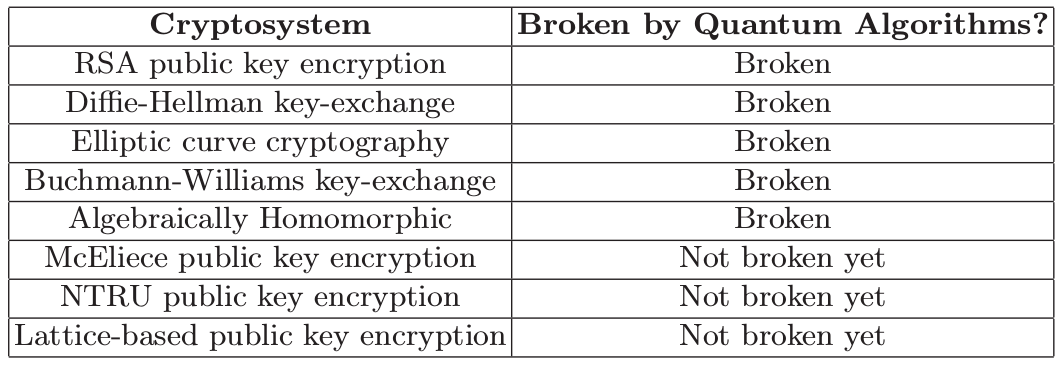 Cryptosystem Broken by Quantum Algorithms?
RSA public key encryption Broken
Diffie-Hellman key-exchange Broken
Elliptic curve cryptography Broken
Buchmann-Williams key-exchange Broken
Algebraically Homomorphic Broken
McEliece public key encryption Not broken yet
NTRU public key encryption Not broken yet
Lattice-based public key encryption Not broken yet